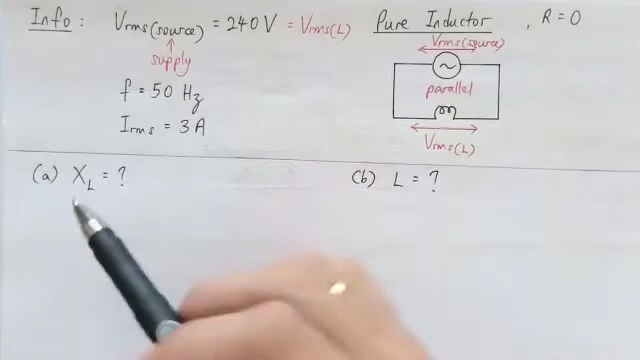 Info : Vrms(source) = 240 V = Vrms(L)
supply
f = 50 Hz
Irms = 3 A
Pure Inductor , R = 0
Vrms(source)
~
parallel
Vrms(L)
(a) XL = ?
(b) L = ?